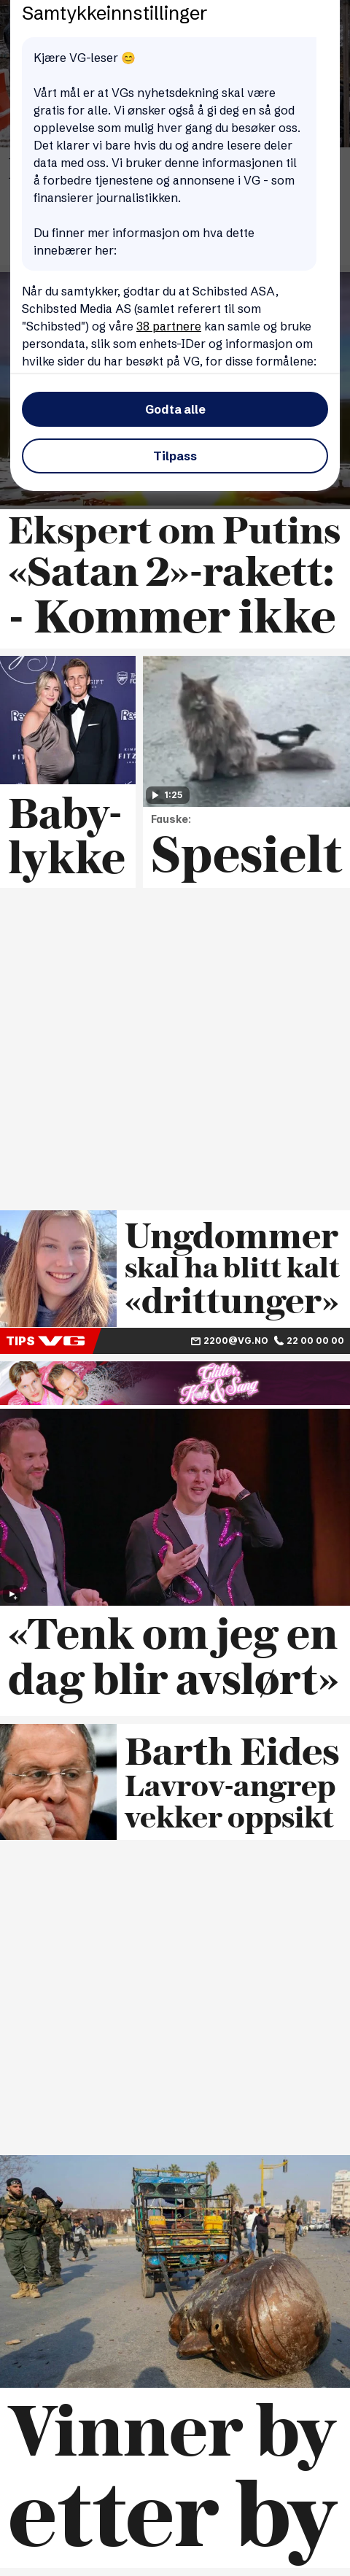 Samtykkeinnstillinger
Kjære VG-leser 😊
Vårt mål er at VGs nyhetsdekning skal være
gratis for alle. Vi ønsker også å gi deg en så god
opplevelse som mulig hver gang du besøker oss.
Det klarer vi bare hvis du og andre lesere deler
data med oss. Vi bruker denne informasjonen til
å forbedre tjenestene og annonsene i VG - som
finansierer journalistikken.
Du finner mer informasjon om hva dette
innebærer her:
Når du samtykker, godtar du at Schibsted ASA,
Schibsted Media AS (samlet referert til som
"Schibsted") og våre 38 partnere kan samle og bruke
persondata, slik som enhets-IDer og informasjon om
hvilke sider du har besøkt på VG, for disse formålene:
Godta alle
Tilpass
Ekspert om Putins
«Satan 2»-rakett:
- Kommer ikke
1:25
Baby-
lykke
Fauske:
Spesielt
Ungdommer
skal ha blitt kalt
«drittunger»
TIPS VG 2200@VG.NO 22 00 00 00
Glitter,
Kok & Sang
«Tenk om jeg en
dag blir avslørt»
Barth Eides
Lavrov-angrep
vekker oppsikt
Vinner by
etter by